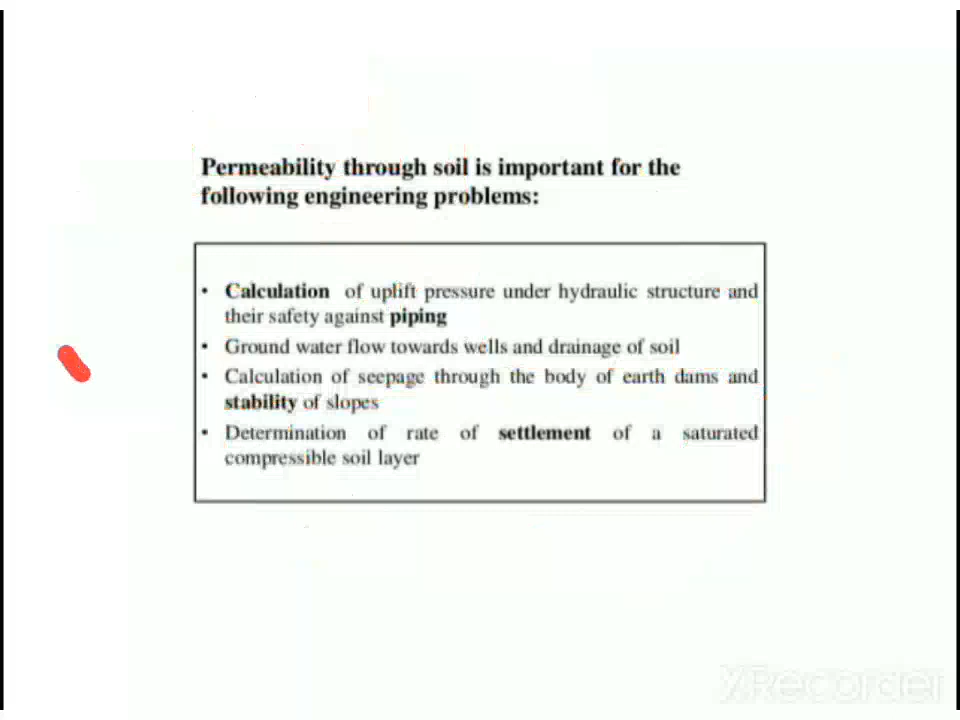 Permeability through soil is important for the
following engineering problems:
• Calculation of uplift pressure under hydraulic structure and
their safety against piping
• Ground water flow towards wells and drainage of soil
• Calculation of seepage through the body of earth dams and
stability of slopes
• Determination of rate of settlement of a saturated
compressible soil layer
XRecorder